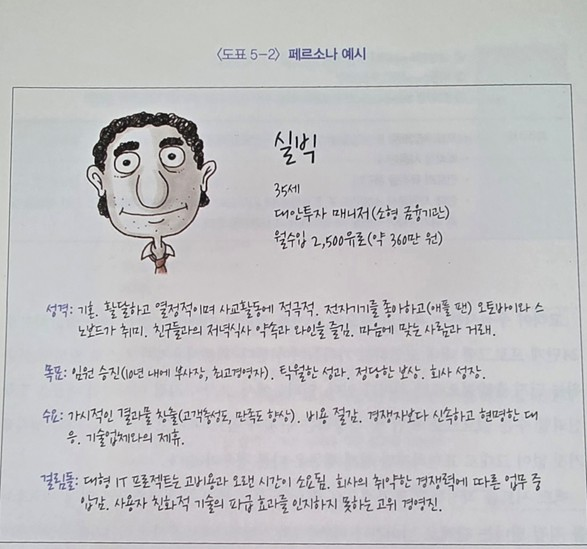 〈도표 5-2〉 페르소나 예시
실빅
35세
대안투자 매니저(소형 금융기관)
월수입 2,500유로(약 360만 원)
성격: 기혼. 활달하고 열정적이며 사교활동에 적극적. 전자기기를 좋아하고(애플 팬) 오토바이와 스
노보드가 취미. 친구들과의 저녁식사 약속과 와인을 즐김. 마음에 맞는 사람과 거래.
목표: 임원 승진(10년 내에 부사장, 최고경영자). 탁월한 성과. 정당한 보상. 회사 성장.
수요: 가시적인 결과물 창출(고객충성도, 만족도 향상). 비용 절감. 경쟁자보다 신속하고 현명한 대
응. 기술업체와의 제휴.
걸림돌: 대형 IT 프로젝트는 고비용과 오랜 시간이 소요됨. 회사의 취약한 경쟁력에 따른 업무 중
압감. 사용자 친화적 기술의 파급 효과를 인지하지 못하는 고위 경영진.